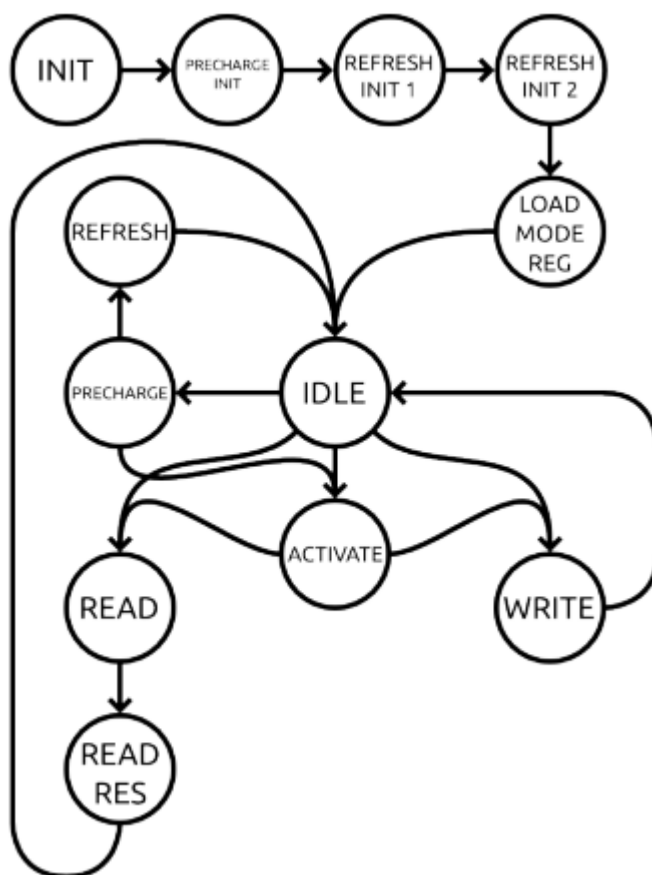 INIT
PRECHARGE
INIT
REFRESH
INIT 1
REFRESH
INIT 2
LOAD
MODE
REG
REFRESH
PRECHARGE
IDLE
ACTIVATE
READ
WRITE
READ
RES